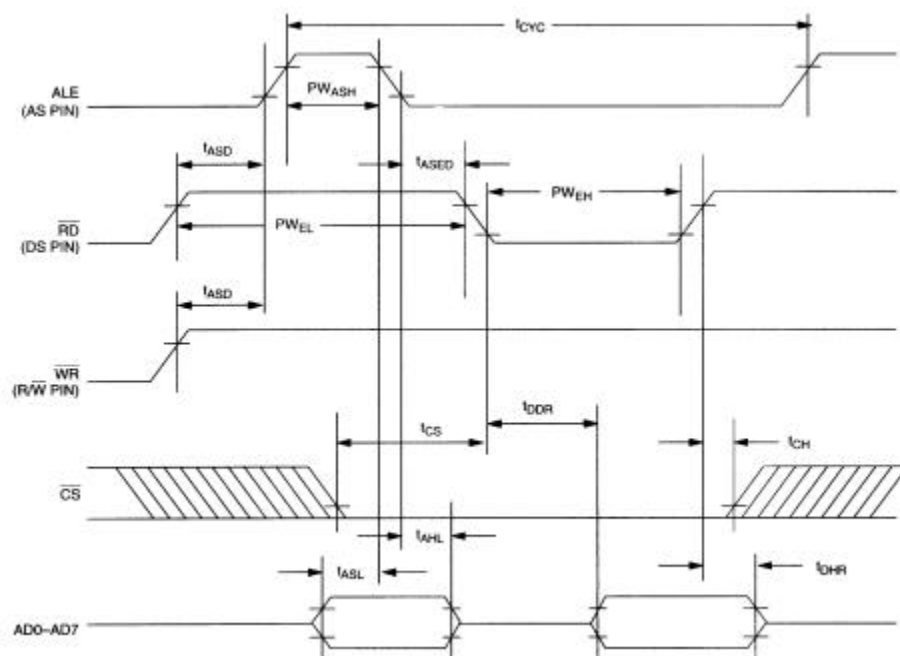 tCYC
ALE
(AS PIN)
PWASH
tASD
tASED
PWEH
RD
(DS PIN)
PWEL
tASD
WR
(R/W PIN)
tDDR
tCS
tCH
CS
tAHL
tASL
tDHR
AD0–AD7